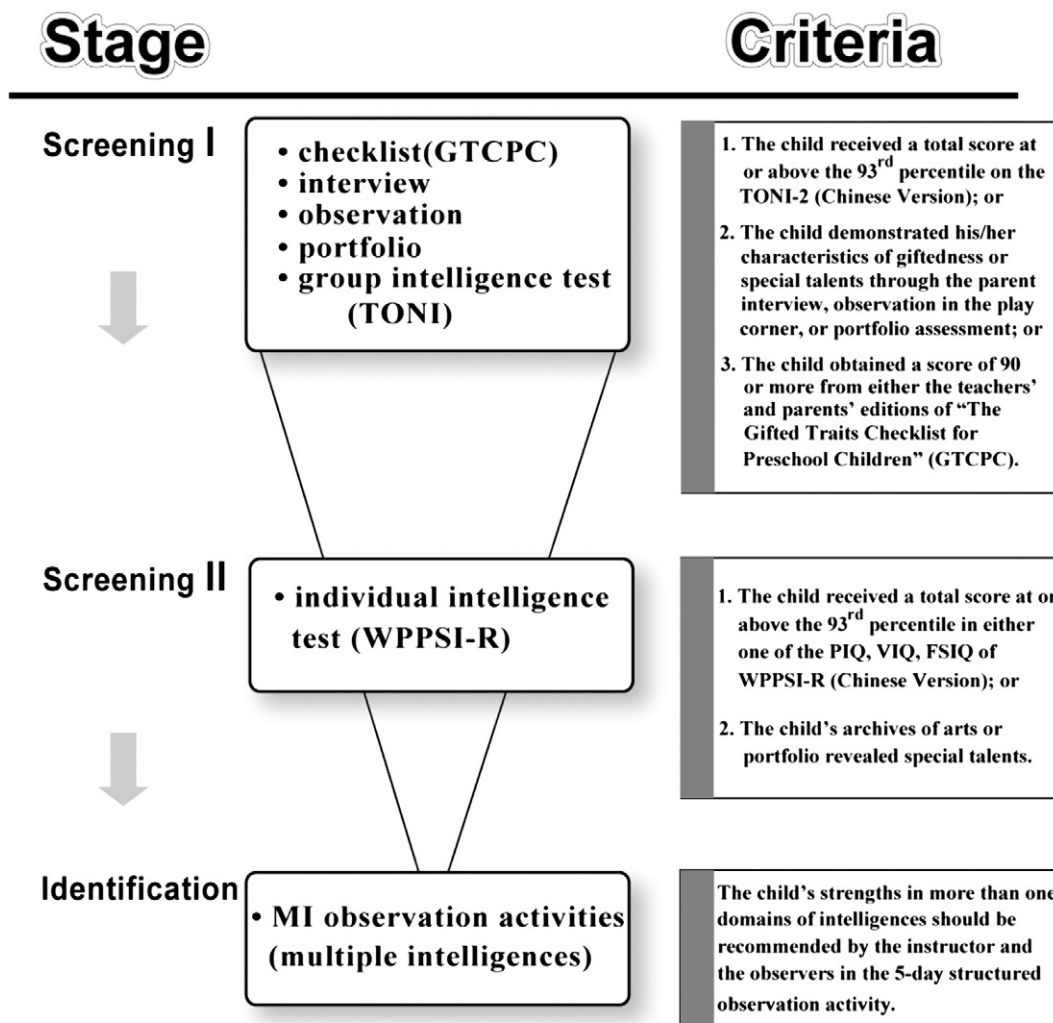 Stage
Criteria
Screening I
• checklist(GTCPC)
• interview
• observation
• portfolio
• group intelligence test
(TONI)
1. The child received a total score at
or above the 93rd percentile on the
TONI-2 (Chinese Version); or
2. The child demonstrated his/her
characteristics of giftedness or
special talents through the parent
interview, observation in the play
corner, or portfolio assessment; or
3. The child obtained a score of 90
or more from either the teachers’
and parents’ editions of “The
Gifted Traits Checklist for
Preschool Children” (GTCPC).
Screening II
• individual intelligence
test (WPPSI-R)
1. The child received a total score at or
above the 93rd percentile in either
one of the PIQ, VIQ, FSIQ of
WPPSI-R (Chinese Version); or
2. The child’s archives of arts or
portfolio revealed special talents.
Identification
• MI observation activities
(multiple intelligences)
The child’s strengths in more than one
domains of intelligences should be
recommended by the instructor and
the observers in the 5-day structured
observation activity.